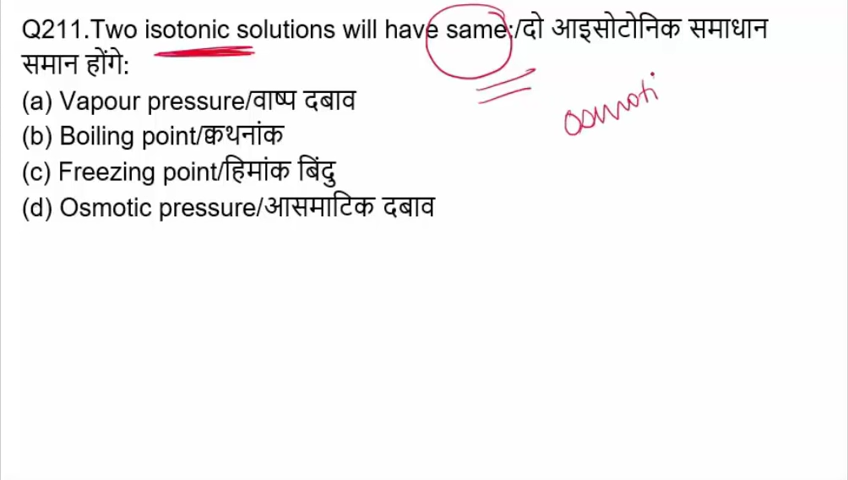 Q211.Two isotonic solutions will have same:/दो आइसोटोनिक समाधान
समान होंगे:
(a) Vapour pressure/वाष्प दबाव
(b) Boiling point/क्वथनांक
(c) Freezing point/हिमांक बिंदु
(d) Osmotic pressure/आसमाटिक दबाव
osmoti